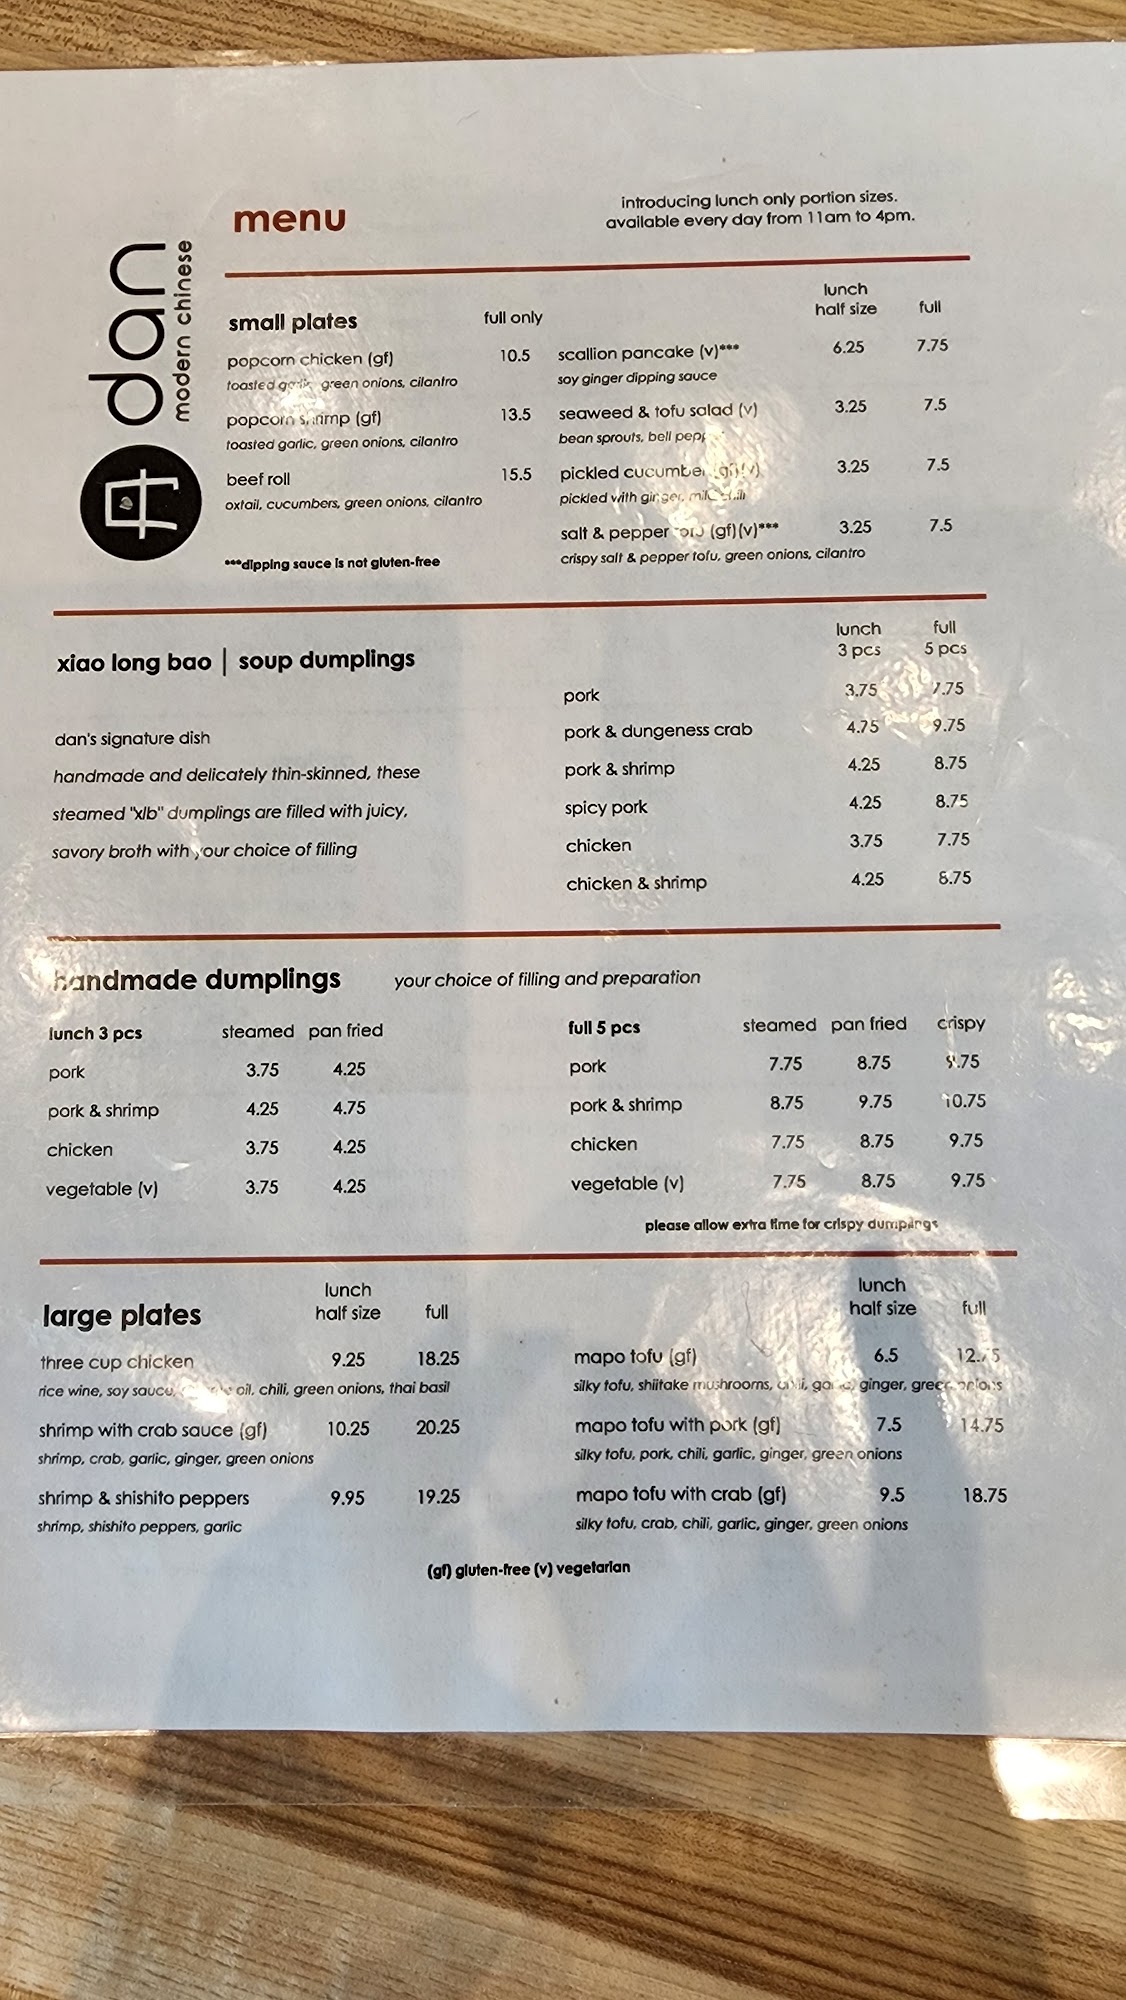 dan
modern chinese
丹
menu
introducing lunch only portion sizes.
available every day from 11am to 4pm.
small plates full only
popcorn chicken (gf) 10.5
toasted green onions, cilantro
popcorn (gf) 13.5
toasted garlic, green onions, cilantro
beef roll 15.5
oxtail, cucumbers, green onions, cilantro
***dipping sauce is not gluten-free
lunch
half size full
scallion pancake (v)*** 6.25 7.75
soy ginger dipping sauce
seaweed & tofu salad (v) 3.25 7.5
bean sprouts, bell
pickled 3.25 7.5
pickled with
salt & pepper (gf)(v)*** 3.25 7.5
crispy salt & pepper tofu, green onions, cilantro
xiao long bao | soup dumplings
dan's signature dish
handmade and delicately thin-skinned, these
steamed "xlb" dumplings are filled with juicy,
savory broth with your choice of filling
lunch full
3 pcs 5 pcs
pork 3.75 7.75
pork & dungeness crab 4.75 9.75
pork & shrimp 4.25 8.75
spicy pork 4.25 8.75
chicken 3.75 7.75
chicken & shrimp 4.25 8.75
handmade dumplings your choice of filling and preparation
lunch 3 pcs steamed pan fried
pork 3.75 4.25
pork & shrimp 4.25 4.75
chicken 3.75 4.25
vegetable (v) 3.75 4.25
full 5 pcs steamed pan fried crispy
pork 7.75 8.75 9.75
pork & shrimp 8.75 9.75 10.75
chicken 7.75 8.75 9.75
vegetable (v) 7.75 8.75 9.75
please allow extra time for crispy dumplings
large plates
lunch
half size full
three cup chicken 9.25 18.25
rice wine, soy oil, chili, green onions, thai basil
shrimp with crab sauce (gf) 10.25 20.25
shrimp, crab, garlic, ginger, green onions
shrimp & shishito peppers 9.95 19.25
shrimp, shishito peppers, garlic
lunch
half size full
mapo tofu (gf) 6.5 12.75
silky tofu, shiitake mushrooms, ginger, green onions
mapo tofu with pork (gf) 7.5 14.75
silky tofu, pork, chili, garlic, ginger, green onions
mapo tofu with crab (gf) 9.5 18.75
silky tofu, crab, chili, garlic, ginger, green onions
(gf) gluten-free (v) vegetarian